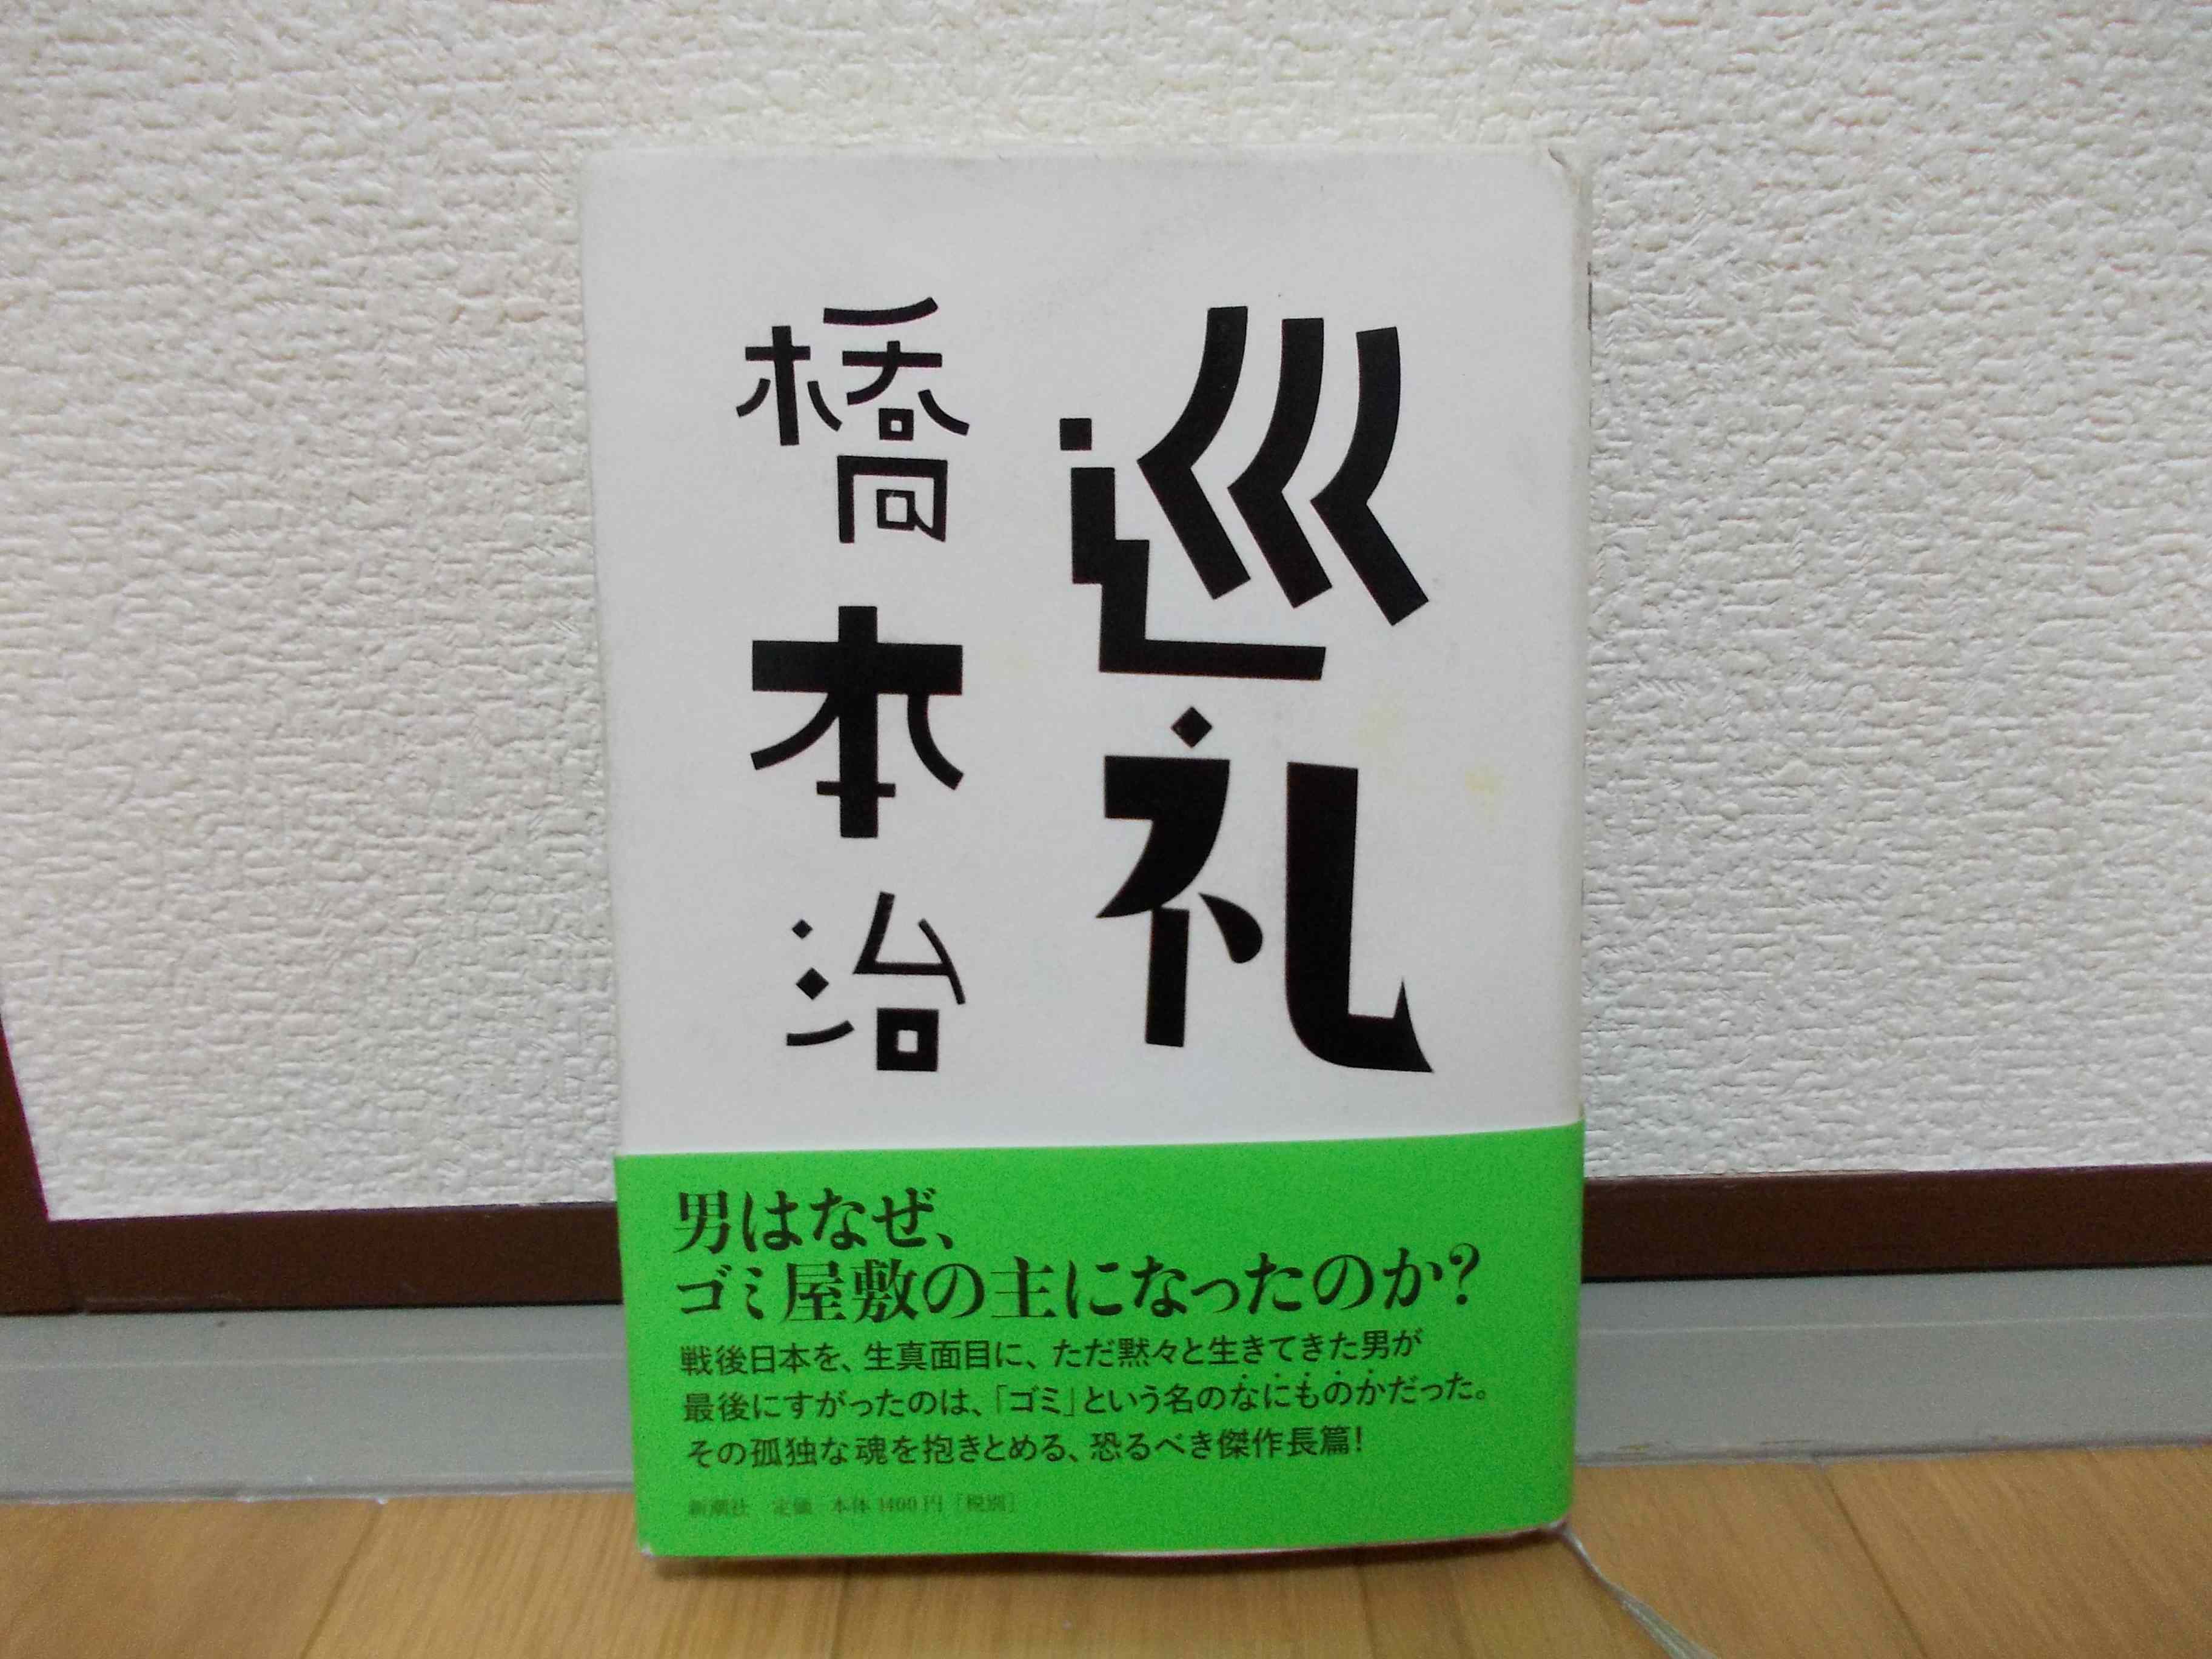 巡礼
橋本治
男はなぜ、
ゴミ屋敷の主になったのか?
戦後日本を、生真面目に、ただ黙々と生きてきた男が
最後にすがったのは、「ゴミ」という名のなにものかだった。
その孤独な魂を抱きとめる、恐るべき傑作長篇!
新潮社 定価 本体1400円［税別］